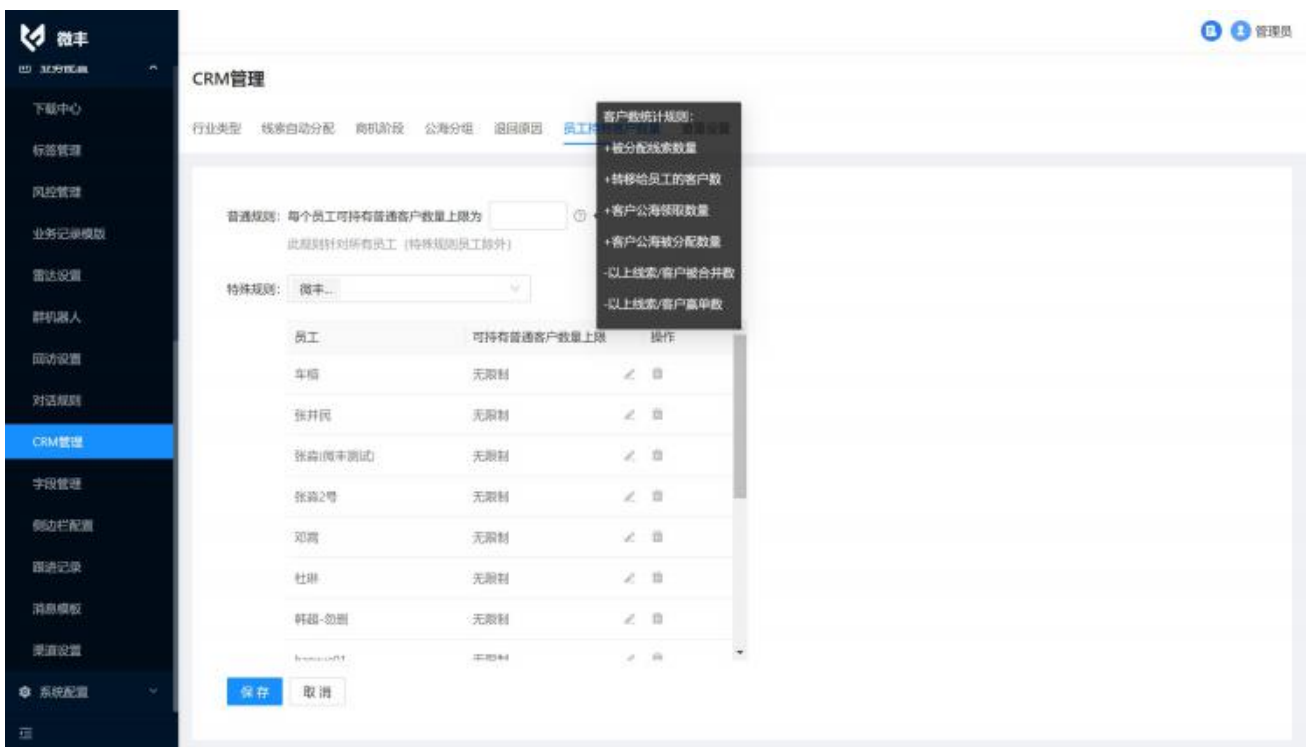 微丰
管理员
下载中心
标签管理
风控管理
业务记录模版
雷达设置
群机器人
回访设置
对话规则
CRM管理
字段管理
侧边栏配置
跟进记录
消息模板
渠道设置
系统配置
CRM管理
行业类型 线索自动分配 商机阶段 公海分组 退回原因
客户数统计规则：
+被分配线索数量
+转移给员工的客户数
+客户公海领取数量
+客户公海被分配数量
-以上线索/客户被合并数
-以上线索/客户赢单数
普通规则： 每个员工可持有普通客户数量上限为
此规则针对所有员工（特殊规则员工除外）
特殊规则： 微丰...
员工 可持有普通客户数量上限 操作
无限制
张井民 无限制
张淼(微丰测试) 无限制
张淼2号 无限制
无限制
杜琳 无限制
韩超-勿删 无限制
无限制
保存 取消